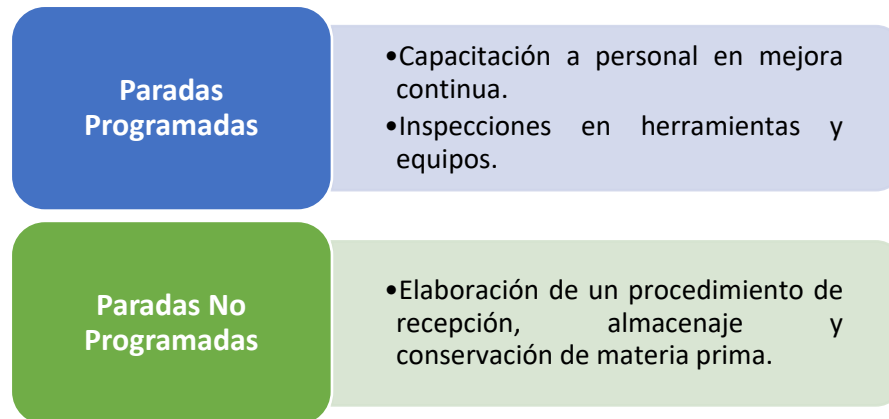 Paradas
Programadas
•Capacitación a personal en mejora
continua.
•Inspecciones en herramientas y
equipos.
Paradas No
Programadas
•Elaboración de un procedimiento de
recepción, almacenaje y
conservación de materia prima.